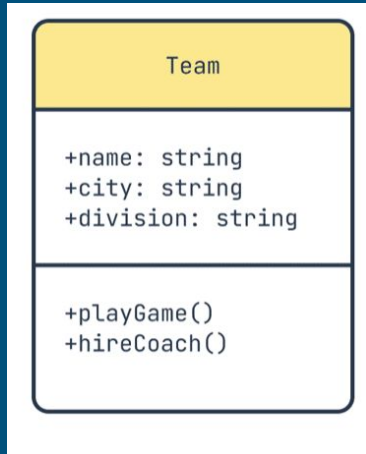 Team
+name: string
+city: string
+division: string
+playGame()
+hireCoach()